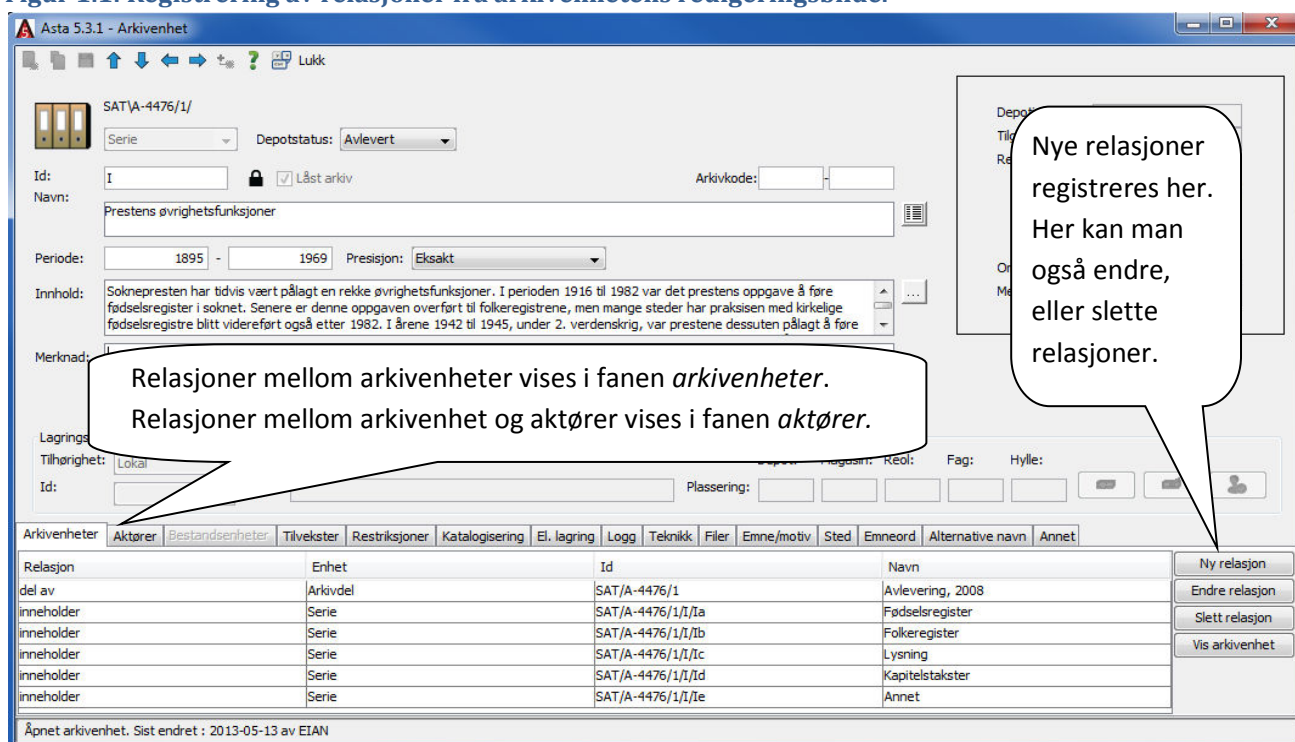 Figur 1.1. Registrering av relasjoner fra arkivenhetens redigeringsbilde.
Asta 5.3.1 - Arkivenhet
Lukk
SAT\A-4476/1/
Serie Depotstatus: Avlevert
Id: I Låst arkiv Arkivkode: -
Navn:
Prestens øvrighetsfunksjoner
Periode: 1895 - 1969 Presisjon: Eksakt
Innhold: Soknepresten har tidvis vært pålagt en rekke øvrighetsfunksjoner. I perioden 1916 til 1982 var det prestens oppgave å føre
fødselsregister i soknet. Senere er denne oppgaven overført til folkeregistrene, men mange steder har praksisen med kirkelige
fødselsregistre blitt videreført også etter 1982. I årene 1942 til 1945, under 2. verdenskrig, var prestene dessuten pålagt å føre
...
Merknad:
Nye relasjoner
registreres her.
Her kan man
også endre,
eller slette
relasjoner.
Relasjoner mellom arkivenheter vises i fanen arkivenheter.
Relasjoner mellom arkivenhet og aktører vises i fanen aktører.
Lagrings
Tilhørighet: Lokal Reol: Fag: Hylle:
Id: Plassering:
Arkivenheter Aktører Bestandsenheter Tilvekster Restriksjoner Katalogisering El. lagring Logg Teknikk Filer Emne/motiv Sted Emneord Alternative navn Annet
Relasjon Enhet Id Navn Ny relasjon
del av Arkivdel SAT/A-4476/1 Avlevering, 2008 Endre relasjon
inneholder Serie SAT/A-4476/1/I/Ia Fødselsregister Slett relasjon
inneholder Serie SAT/A-4476/1/I/Ib Folkeregister
inneholder Serie SAT/A-4476/1/I/Ic Lysning Vis arkivenhet
inneholder Serie SAT/A-4476/1/I/Id Kapitelstakster
inneholder Serie SAT/A-4476/1/I/Ie Annet
Åpnet arkivenhet. Sist endret : 2013-05-13 av EIAN